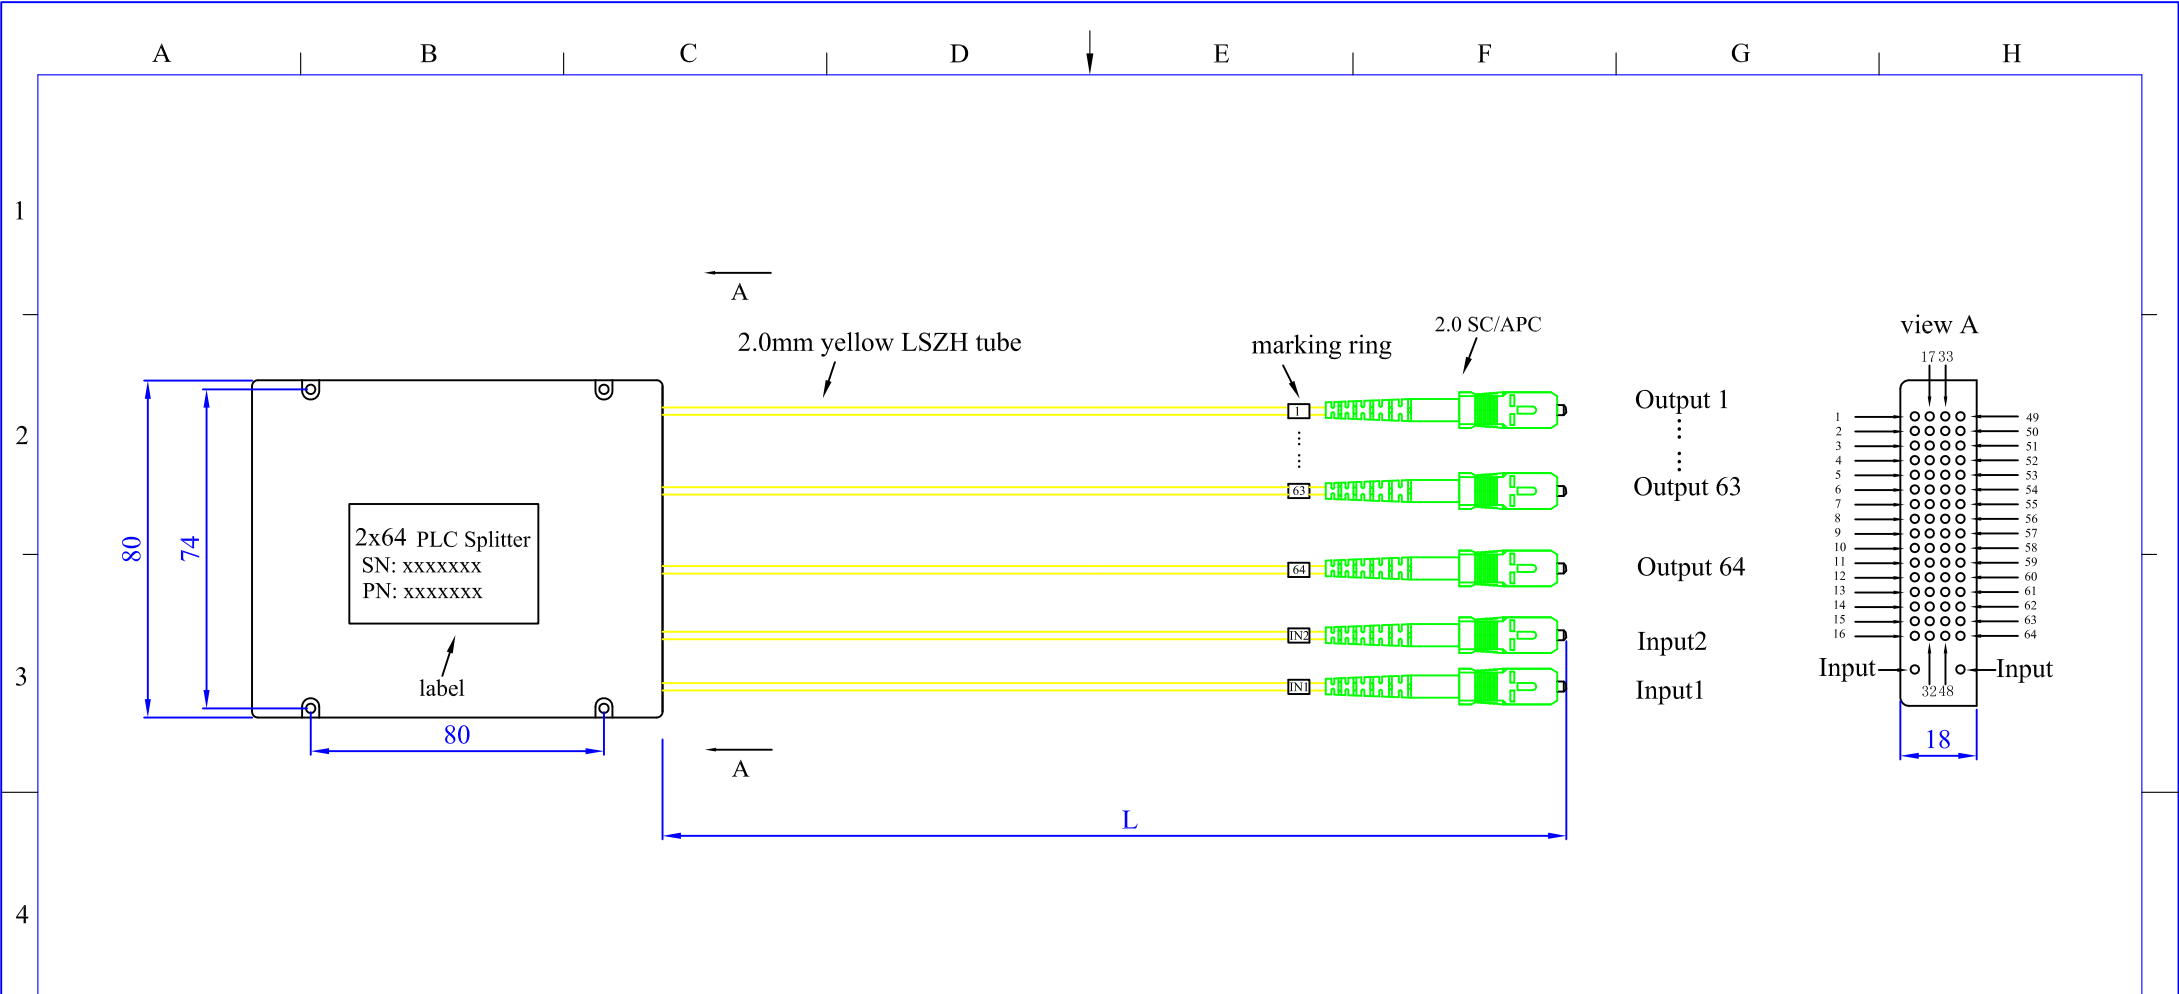 A B C D E F G H
1
2
3
4
A
2.0mm yellow LSZH tube
marking ring
2.0 SC/APC
view A
17 33
1
63
64
IN2
IN1
Output 1
Output 63
Output 64
Input2
Input1
80
74
2x64 PLC Splitter
SN: xxxxxxx
PN: xxxxxxx
label
80
A
L
1 49
2 50
3 51
4 52
5 53
6 54
7 55
8 56
9 57
10 58
11 59
12 60
13 61
14 62
15 63
16 64
Input Input
32 48
18